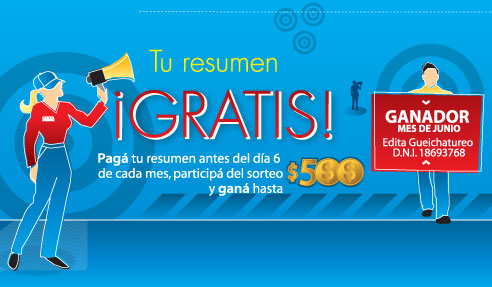 Tu resumen
¡GRATIS!
Pagá tu resumen antes del día 6
de cada mes, participá del sorteo
y ganá hasta
$500
GANADOR
MES DE JUNIO
Edita Gueichatureo
D.N.I. 18693768